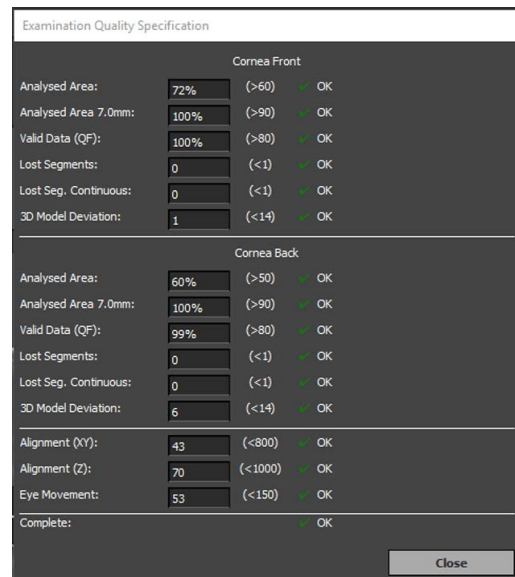 Examination Quality Specification
Cornea Front
Analysed Area: 72% (>60) ✓ OK
Analysed Area 7.0mm: 100% (>90) ✓ OK
Valid Data (QF): 100% (>80) ✓ OK
Lost Segments: 0 (<1) ✓ OK
Lost Seg. Continuous: 0 (<1) ✓ OK
3D Model Deviation: 1 (<14) ✓ OK
Cornea Back
Analysed Area: 60% (>50) ✓ OK
Analysed Area 7.0mm: 100% (>90) ✓ OK
Valid Data (QF): 99% (>80) ✓ OK
Lost Segments: 0 (<1) ✓ OK
Lost Seg. Continuous: 0 (<1) ✓ OK
3D Model Deviation: 6 (<14) ✓ OK
Alignment (XY): 43 (<800) ✓ OK
Alignment (Z): 70 (<1000) ✓ OK
Eye Movement: 53 (<150) ✓ OK
Complete: ✓ OK
Close